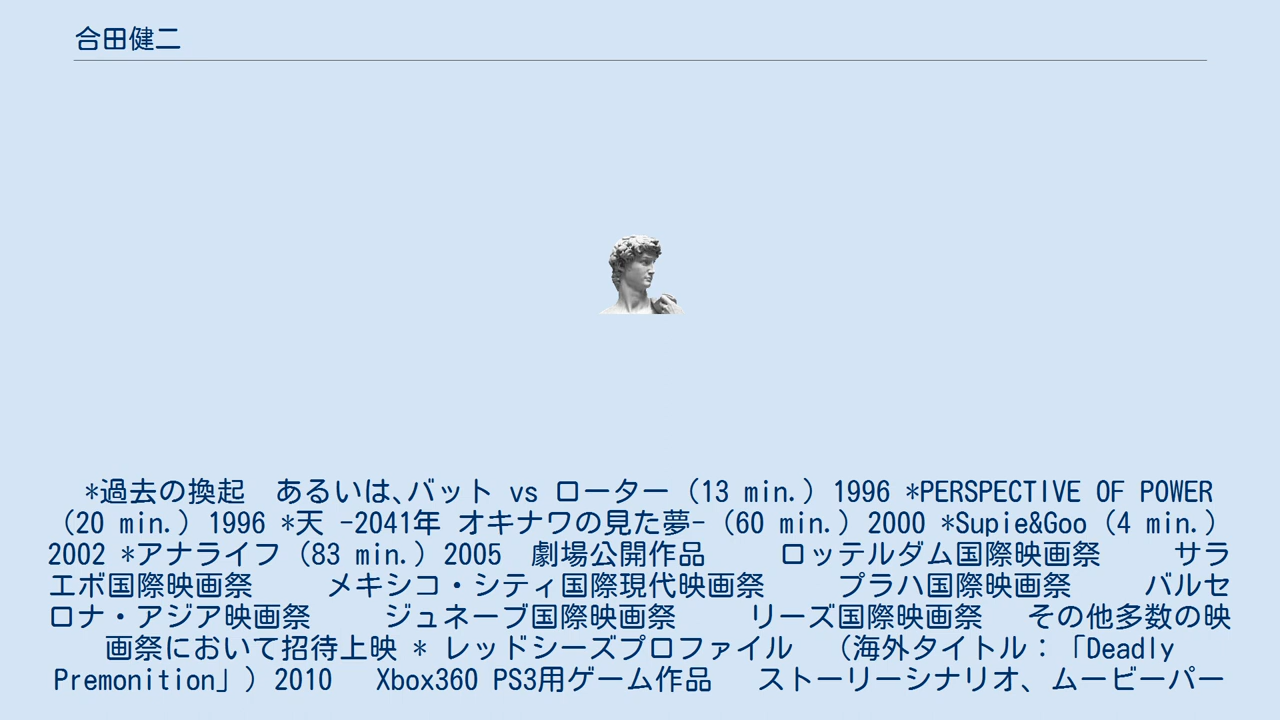 合田健二
*過去の換起　あるいは、バット vs ローター（13 min.）1996 *PERSPECTIVE OF POWER
（20 min.）1996 *天 -2041年 オキナワの見た夢-（60 min.）2000 *Supie&Goo（4 min.）
2002 *アナライフ（83 min.）2005　劇場公開作品　　ロッテルダム国際映画祭　　サラ
エボ国際映画祭　　メキシコ・シティ国際現代映画祭　　プラハ国際映画祭　　バルセ
ロナ・アジア映画祭　　ジュネーブ国際映画祭　　リーズ国際映画祭　その他多数の映
画祭において招待上映 * レッドシーズプロファイル　（海外タイトル：「Deadly
Premonition」）2010　Xbox360 PS3用ゲーム作品　ストーリーシナリオ、ムービーパー